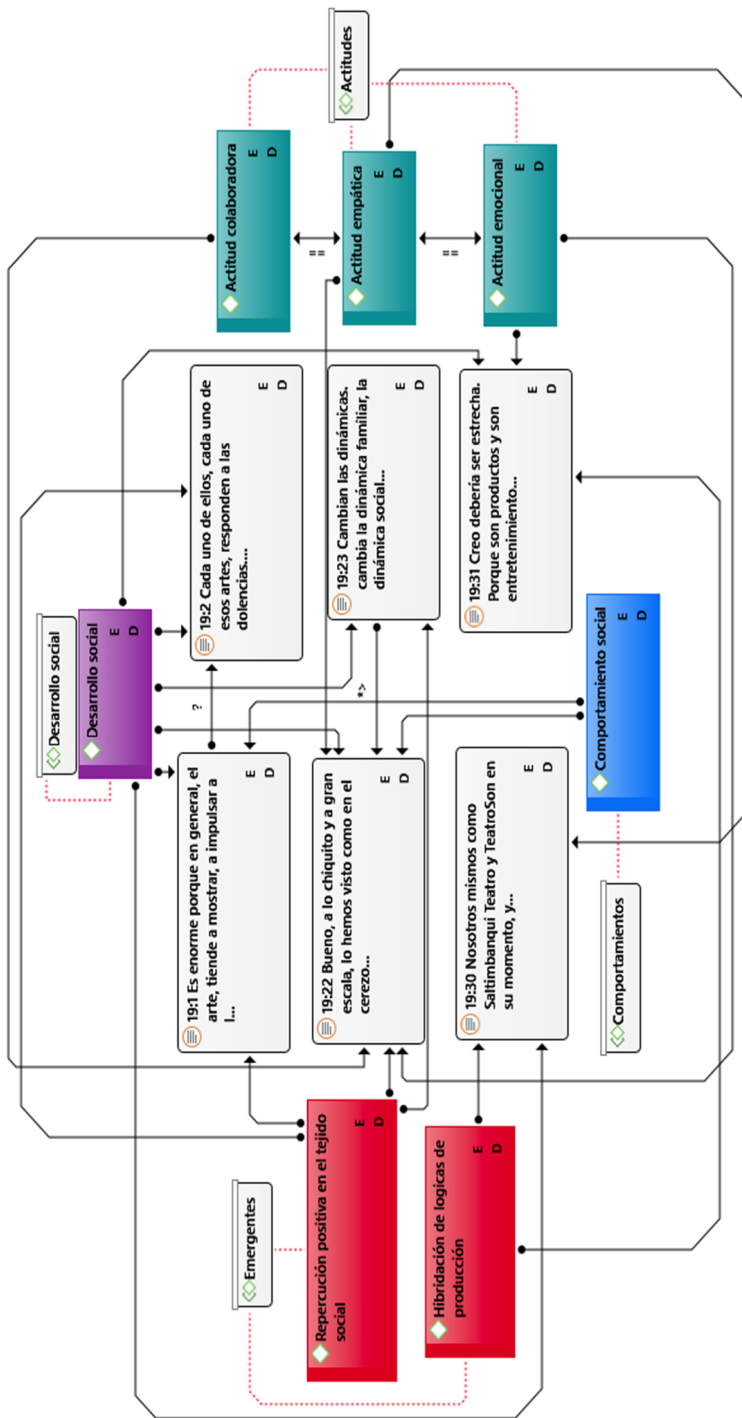 Desarrollo social
Desarrollo social
E
D
19:1 Es enorme porque en general, el
arte, tiende a mostrar, a impulsar a
l...
E
D
?
19:2 Cada uno de ellos, cada uno de
esos artes, responden a las
dolencias....
E
D
Actitud colaboradora
E
D
Emergentes
Repercución positiva en el tejido
social
E
D
19:22 Bueno, a lo chiquito y a gran
escala, lo hemos visto como en el
cerezo...
E
D
*>
19:23 Cambian las dinámicas.
cambia la dinámica familiar, la
dinámica social...
E
D
==
Actitud empática
E
D
Actitudes
==
Hibridación de logicas de
producción
E
D
19:30 Nosotros mismos como
Saltimbanqui Teatro y TeatroSon en
su momento, y...
E
D
19:31 Creo debería ser estrecha.
Porque son productos y son
entretenimiento...
E
D
Actitud emocional
E
D
Comportamientos
Comportamiento social
E
D